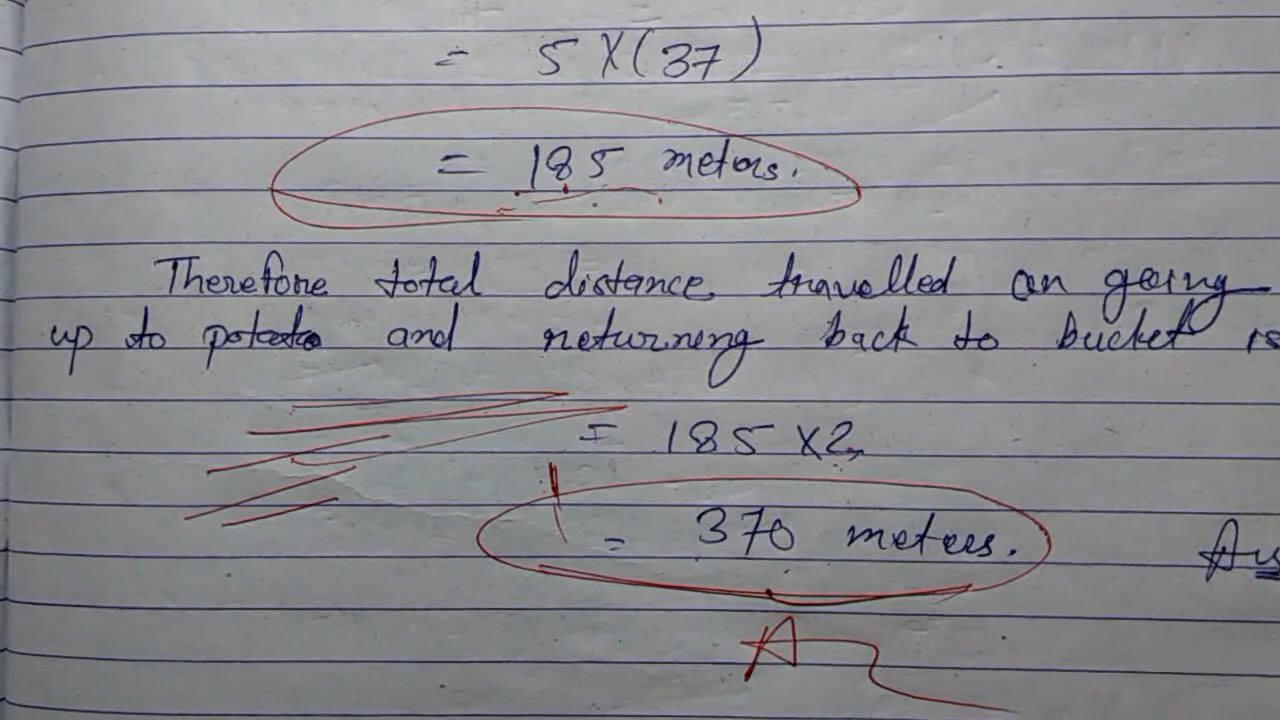 = 5 X (37)
= 185 meters.
Therefore total distance travelled on going
up to potato and returning back to bucket is
= 185 X 2
= 370 meters.